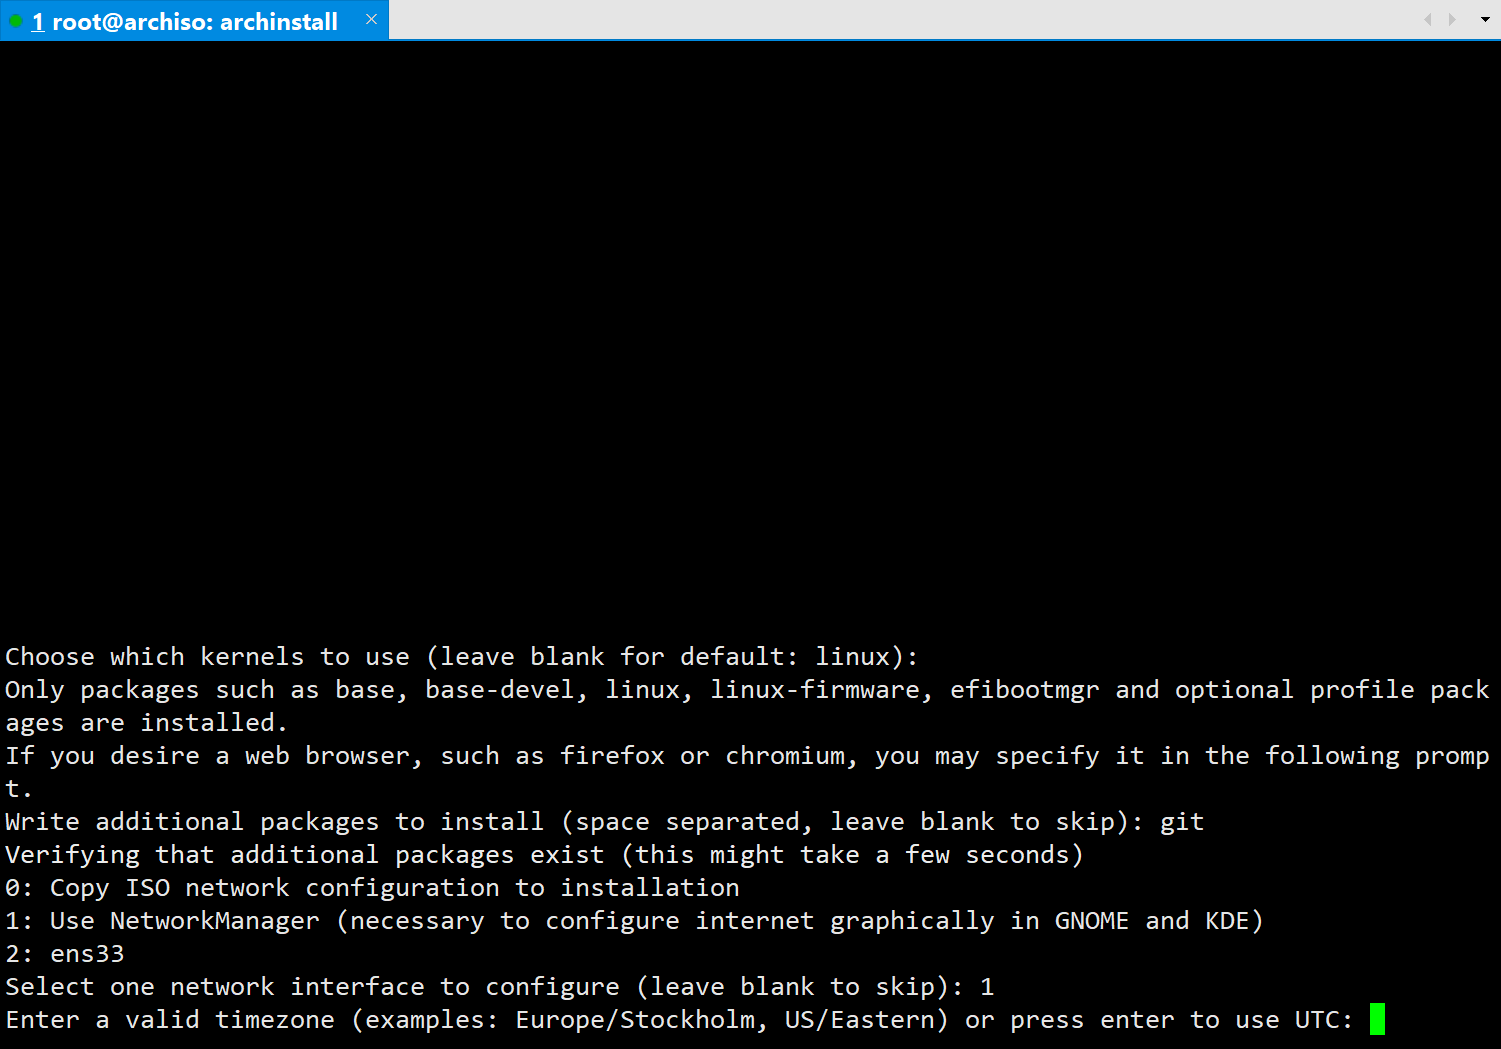 1 root@archiso: archinstall
Choose which kernels to use (leave blank for default: linux):
Only packages such as base, base-devel, linux, linux-firmware, efibootmgr and optional profile pack
ages are installed.
If you desire a web browser, such as firefox or chromium, you may specify it in the following promp
t.
Write additional packages to install (space separated, leave blank to skip): git
Verifying that additional packages exist (this might take a few seconds)
0: Copy ISO network configuration to installation
1: Use NetworkManager (necessary to configure internet graphically in GNOME and KDE)
2: ens33
Select one network interface to configure (leave blank to skip): 1
Enter a valid timezone (examples: Europe/Stockholm, US/Eastern) or press enter to use UTC: